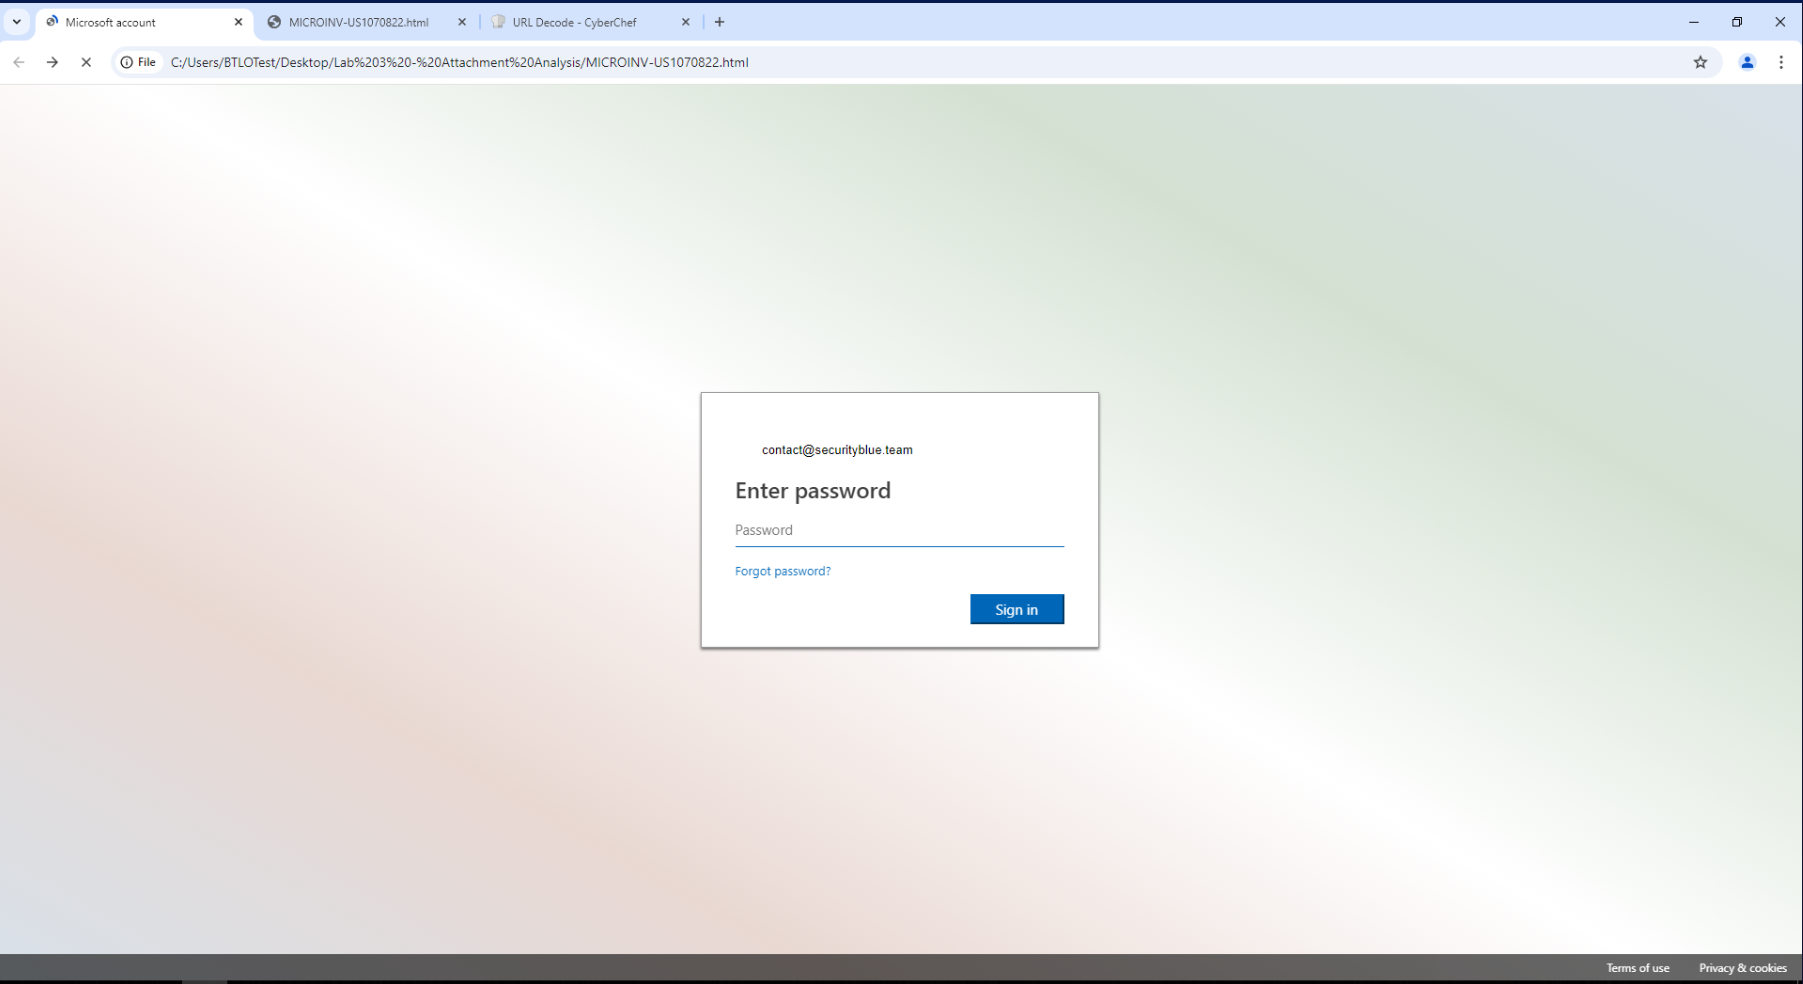 Microsoft account
MICROINV-US1070822.html
URL Decode - CyberChef
File
C:/Users/BTLOTest/Desktop/Lab%203%20-%20Attachment%20Analysis/MICROINV-US1070822.html
contact@securityblue.team
Enter password
Password
Forgot password?
Sign in
Terms of use
Privacy & cookies